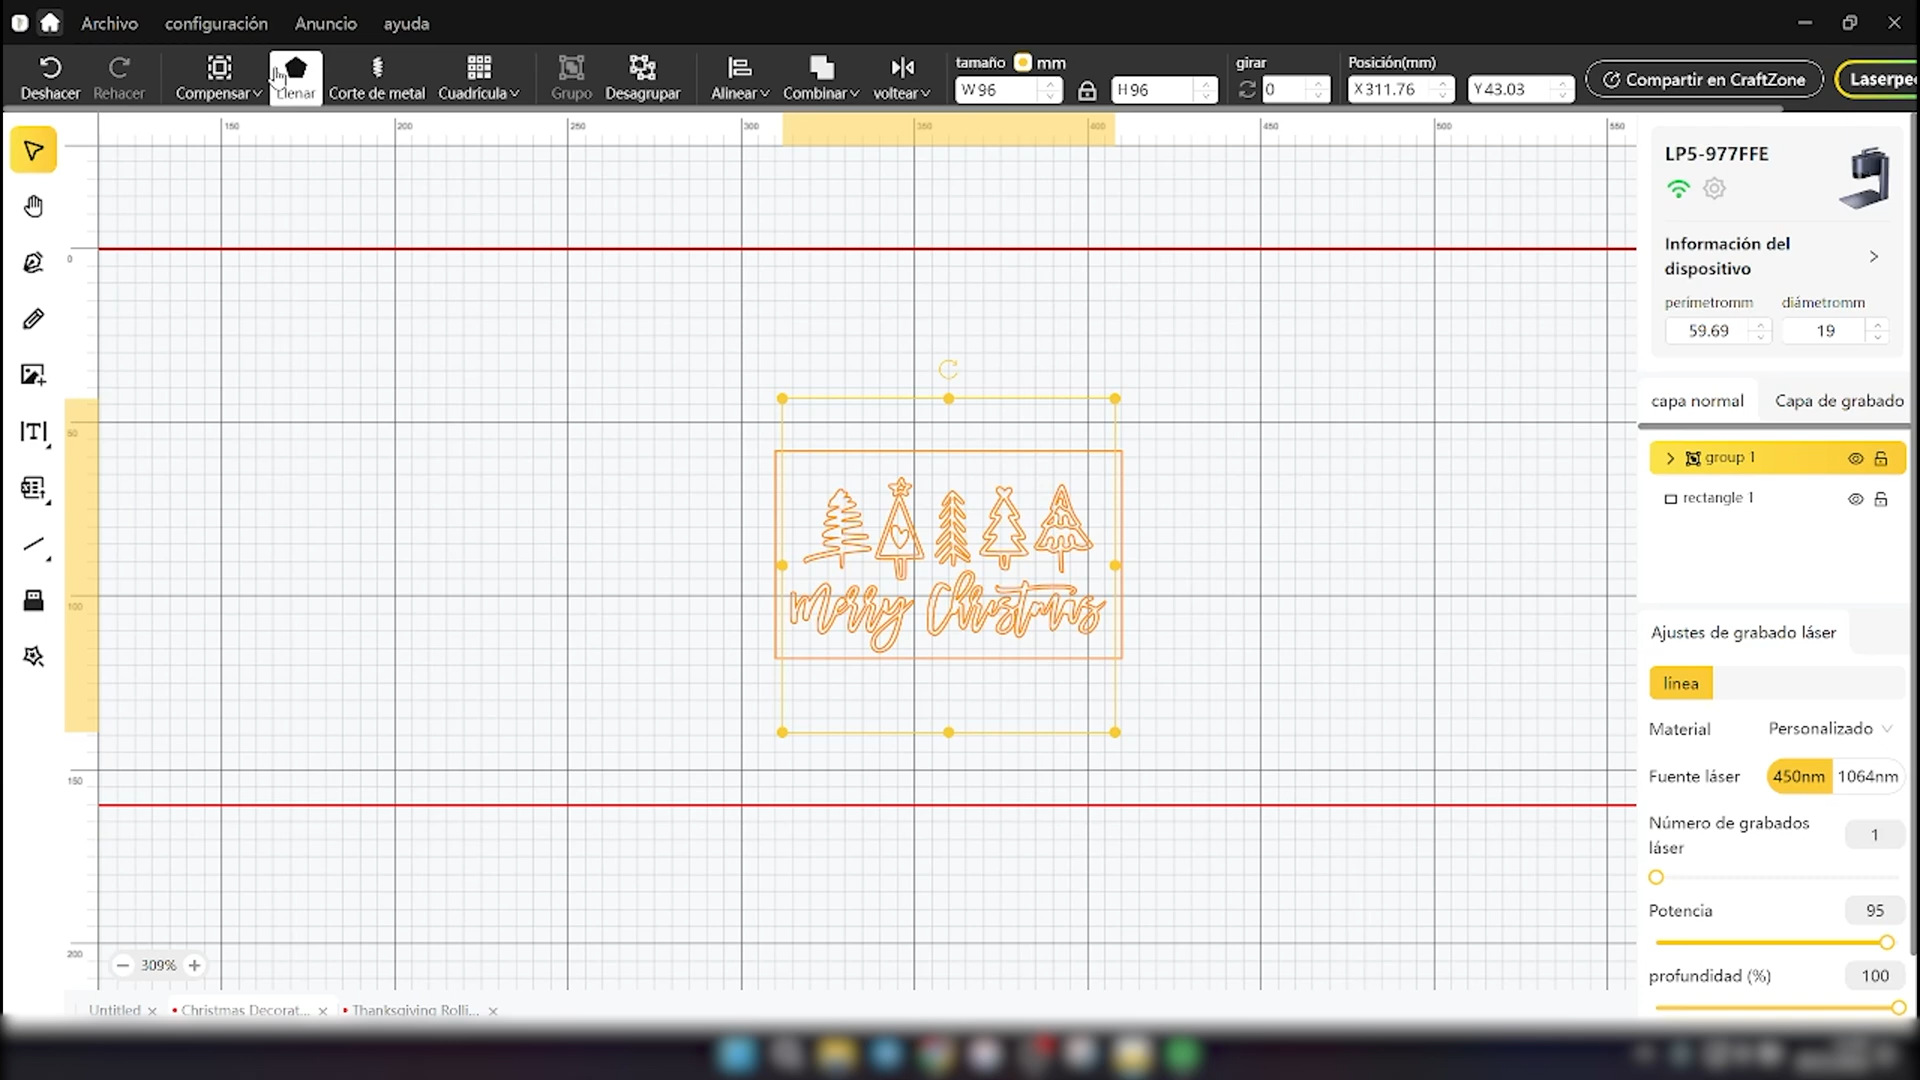 Archivo configuración Anuncio ayuda
Deshacer Rehacer Compensar Llenar Corte de metal Cuadrícula Grupo Desagrupar Alinear Combinar voltear
tamaño mm girar Posición(mm)
W 96 H 96 0 X 311.76 Y 43.03
Compartir en CraftZone Laserpec
150 200 250 300 350 400 450 500 550
0
50
100
150
200
Merry Christmas
309%
Untitled Christmas Decorat... Thanksgiving Rolli...
LP5-977FFE
Información del
dispositivo
perímetromm diámetromm
59.69 19
capa normal Capa de grabado
group 1
rectangle 1
Ajustes de grabado láser
línea
Material Personalizado
Fuente láser 450nm 1064nm
Número de grabados
láser
1
Potencia 95
profundidad (%) 100